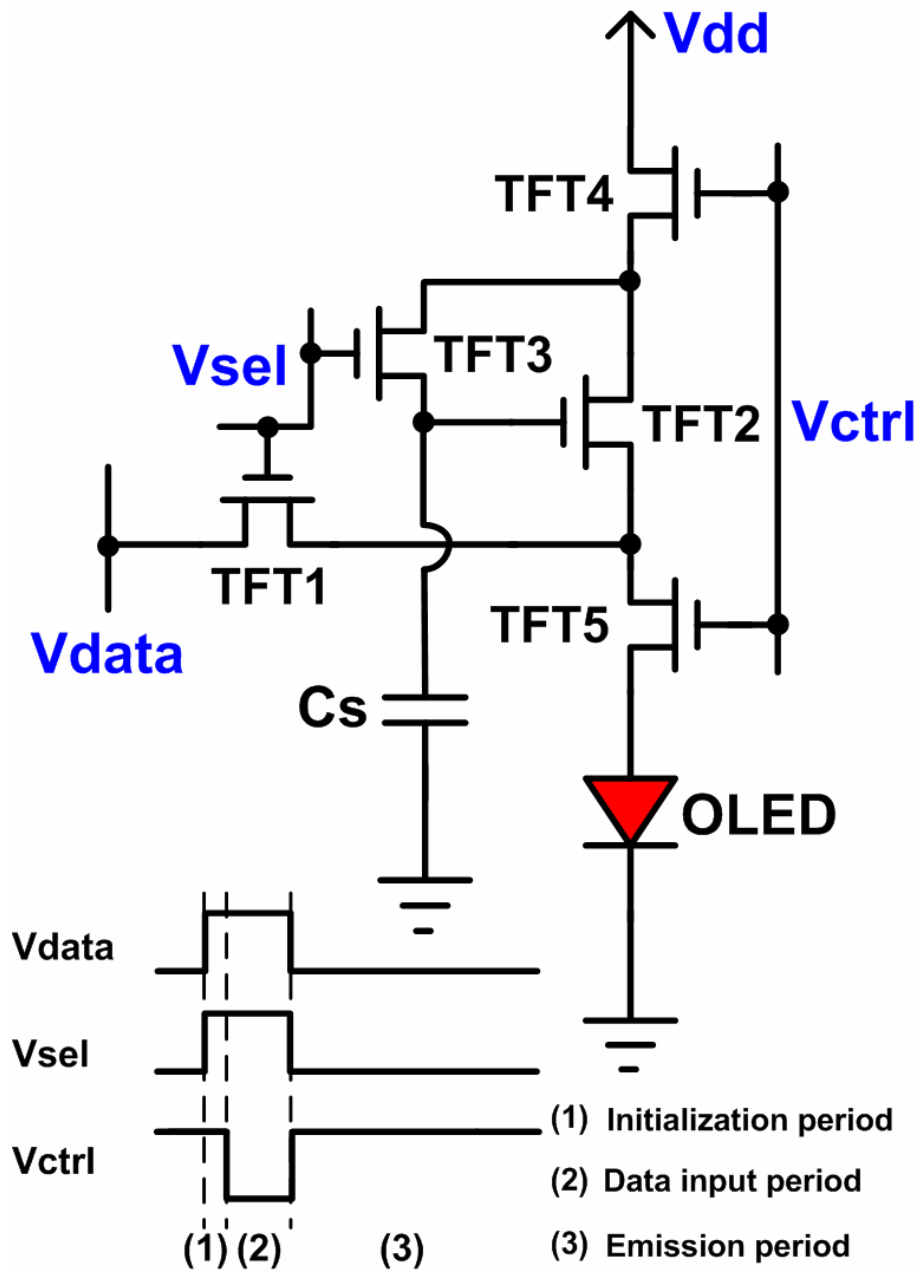 Vdd
TFT4
TFT3
Vsel
TFT2
Vctrl
TFT1
TFT5
Vdata
Cs
OLED
Vdata
Vsel
(1) Initialization period
Vctrl
(2) Data input period
(1) (2) (3)
(3) Emission period